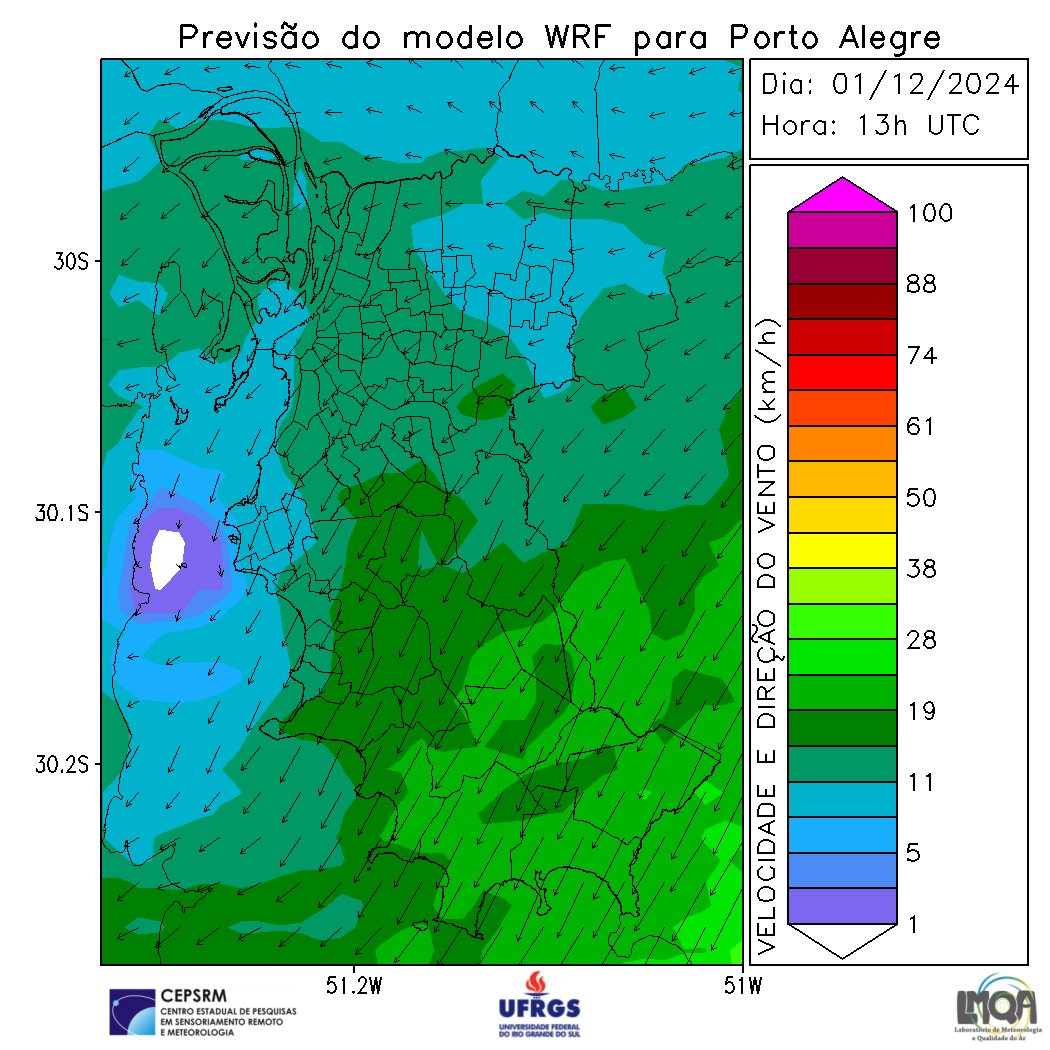 Previsão do modelo WRF para Porto Alegre
Dia: 01/12/2024
Hora: 13h UTC
30S
30.1S
30.2S
51.2W
51W
VELOCIDADE E DIREÇÃO DO VENTO (km/h)
100
88
74
61
50
38
28
19
11
5
1
CEPSRM
CENTRO ESTADUAL DE PESQUISAS
EM SENSORIAMENTO REMOTO
E METEOROLOGIA
UFRGS
UNIVERSIDADE FEDERAL
DO RIO GRANDE DO SUL
LMQA
Laboratório de Meteorologia
e Qualidade do Ar